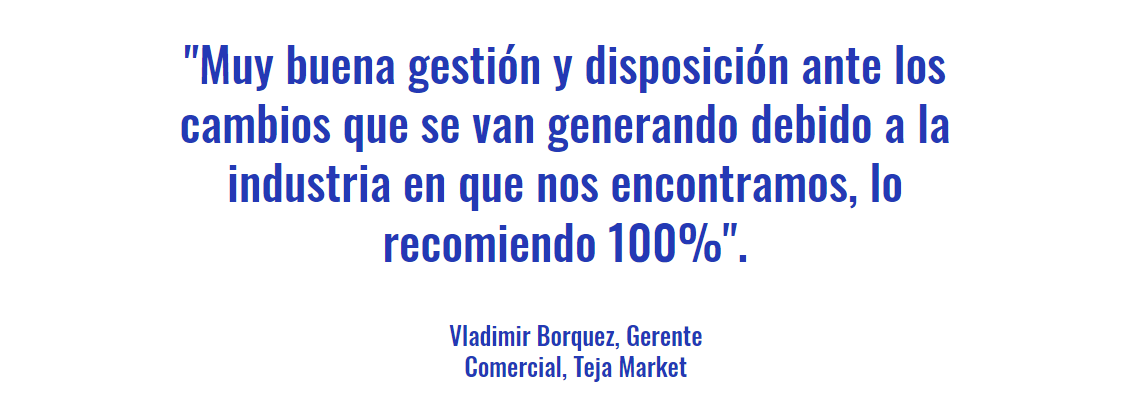 "Muy buena gestión y disposición ante los
cambios que se van generando debido a la
industria en que nos encontramos, lo
recomiendo 100%".
Vladimir Borquez, Gerente
Comercial, Teja Market